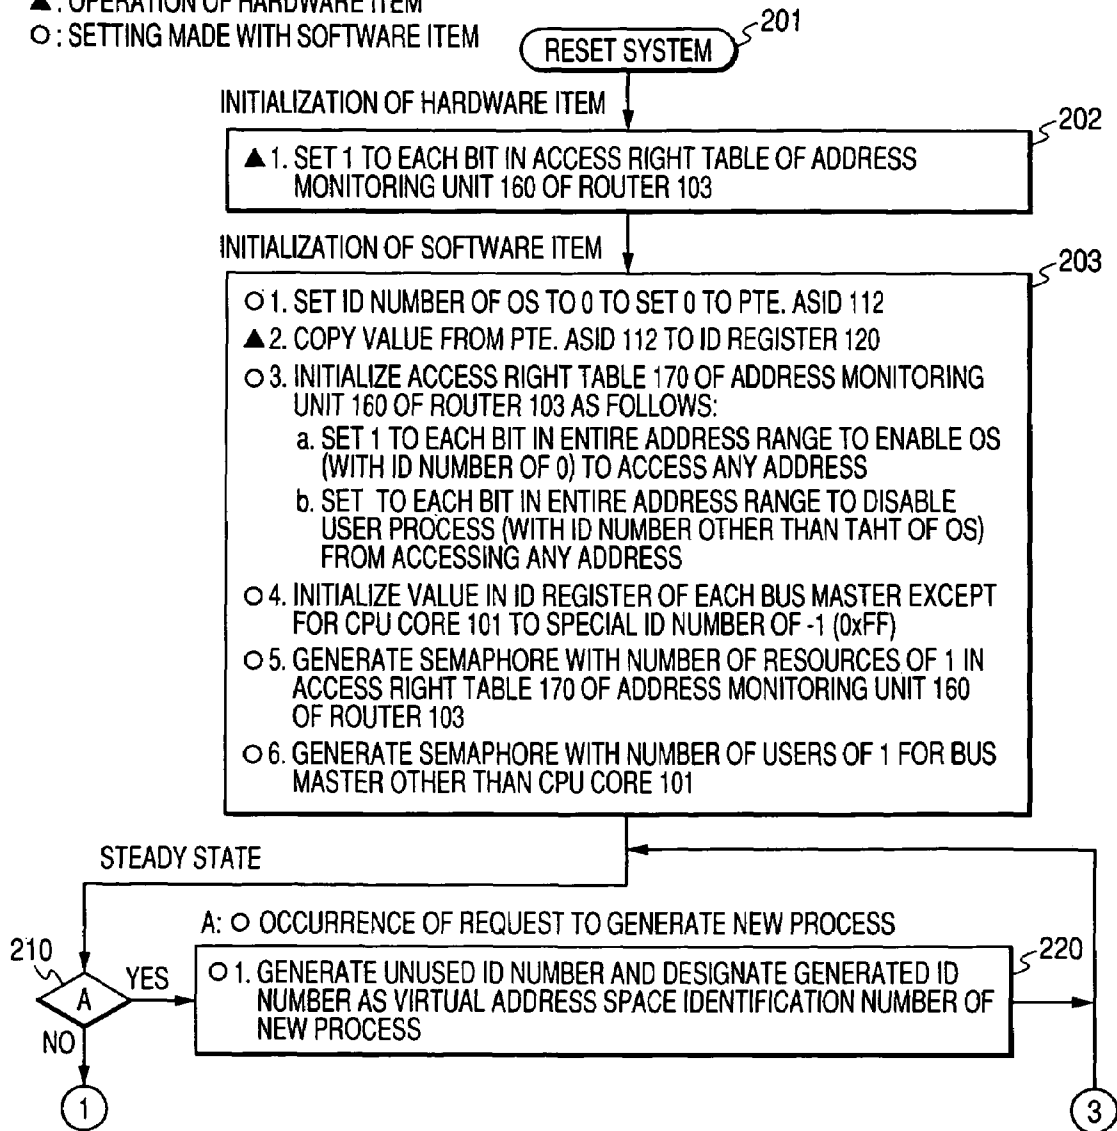 ▲: OPERATION OF HARDWARE ITEM
○: SETTING MADE WITH SOFTWARE ITEM
RESET SYSTEM
201
INITIALIZATION OF HARDWARE ITEM
202
▲1. SET 1 TO EACH BIT IN ACCESS RIGHT TABLE OF ADDRESS
MONITORING UNIT 160 OF ROUTER 103
INITIALIZATION OF SOFTWARE ITEM
203
○1. SET ID NUMBER OF OS TO 0 TO SET 0 TO PTE. ASID 112
▲2. COPY VALUE FROM PTE. ASID 112 TO ID REGISTER 120
○3. INITIALIZE ACCESS RIGHT TABLE 170 OF ADDRESS MONITORING
UNIT 160 OF ROUTER 103 AS FOLLOWS:
a. SET 1 TO EACH BIT IN ENTIRE ADDRESS RANGE TO ENABLE OS
(WITH ID NUMBER OF 0) TO ACCESS ANY ADDRESS
b. SET TO EACH BIT IN ENTIRE ADDRESS RANGE TO DISABLE
USER PROCESS (WITH ID NUMBER OTHER THAN TAHT OF OS)
FROM ACCESSING ANY ADDRESS
○4. INITIALIZE VALUE IN ID REGISTER OF EACH BUS MASTER EXCEPT
FOR CPU CORE 101 TO SPECIAL ID NUMBER OF -1 (0xFF)
○5. GENERATE SEMAPHORE WITH NUMBER OF RESOURCES OF 1 IN
ACCESS RIGHT TABLE 170 OF ADDRESS MONITORING UNIT 160
OF ROUTER 103
○6. GENERATE SEMAPHORE WITH NUMBER OF USERS OF 1 FOR BUS
MASTER OTHER THAN CPU CORE 101
STEADY STATE
A: ○ OCCURRENCE OF REQUEST TO GENERATE NEW PROCESS
210
A
YES
NO
220
○1. GENERATE UNUSED ID NUMBER AND DESIGNATE GENERATED ID
NUMBER AS VIRTUAL ADDRESS SPACE IDENTIFICATION NUMBER OF
NEW PROCESS
1
3